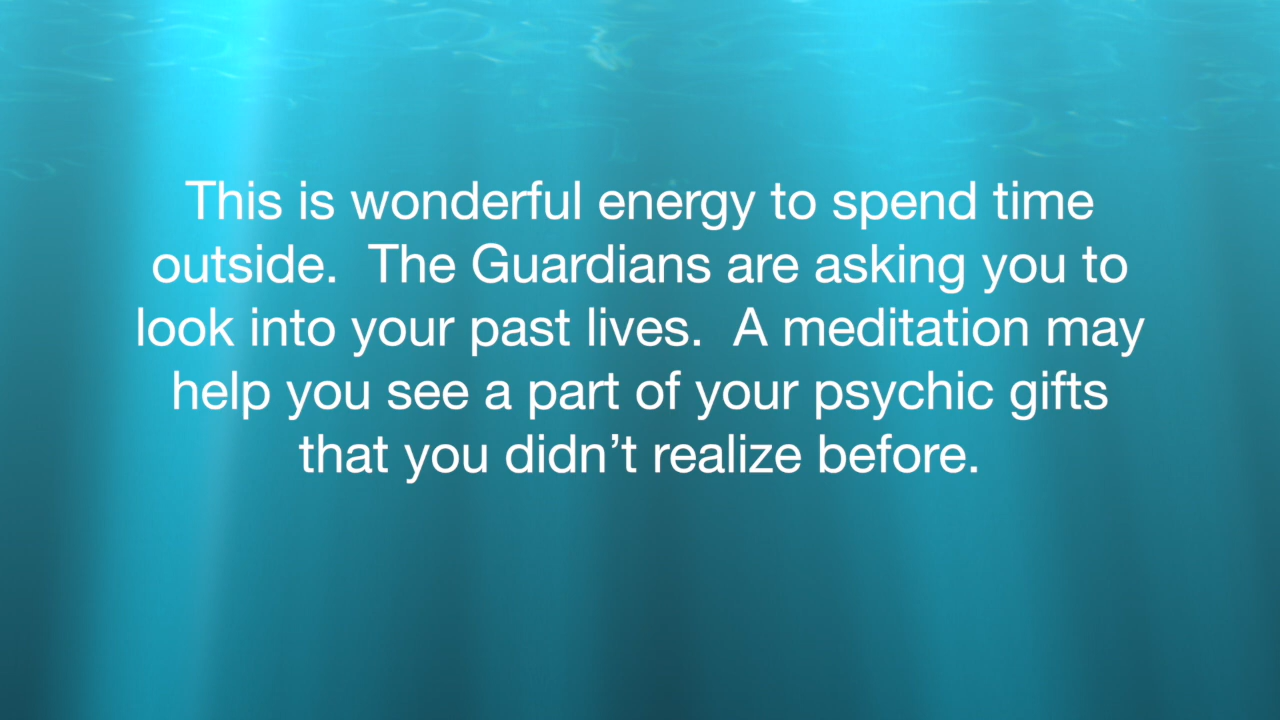 This is wonderful energy to spend time
outside.  The Guardians are asking you to
look into your past lives.  A meditation may
help you see a part of your psychic gifts
that you didn’t realize before.